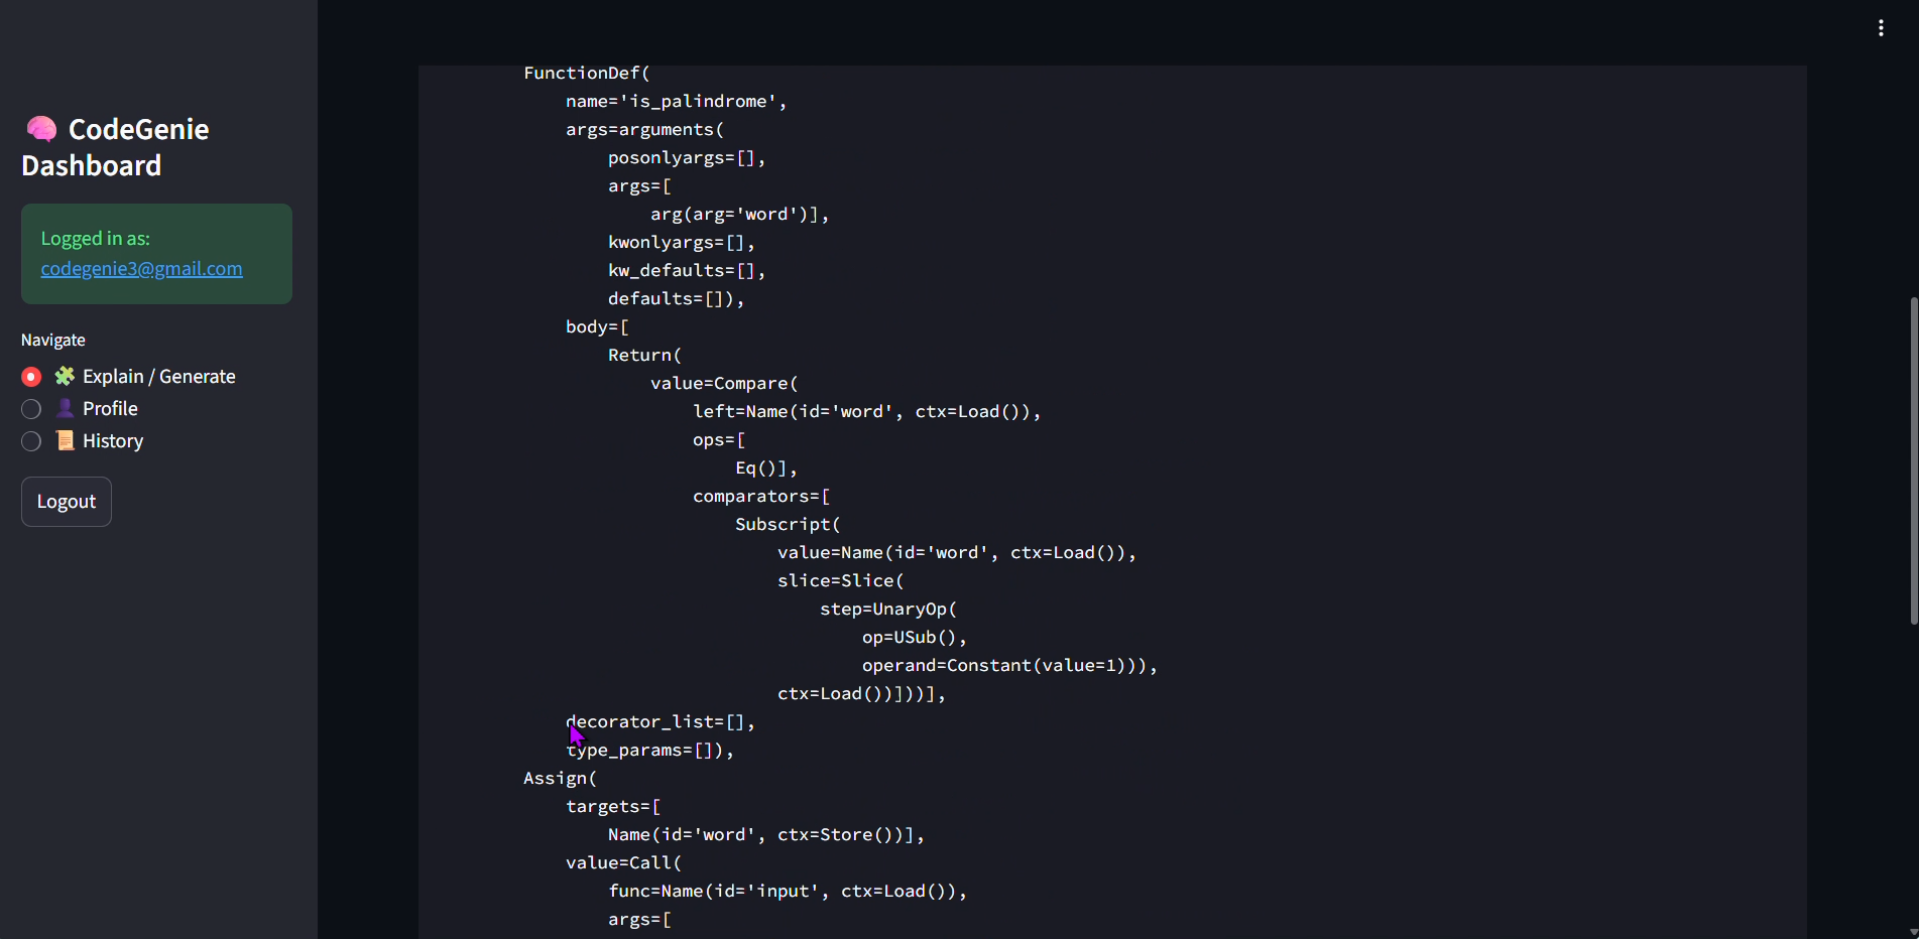 CodeGenie
Dashboard
Logged in as:
codegenie3@gmail.com
Navigate
Explain / Generate
Profile
History
Logout
FunctionDef(
name='is_palindrome',
args=arguments(
posonlyargs=[],
args=[
arg(arg='word')],
kwonlyargs=[],
kw_defaults=[],
defaults=[]),
body=[
Return(
value=Compare(
left=Name(id='word', ctx=Load()),
ops=[
Eq()],
comparators=[
Subscript(
value=Name(id='word', ctx=Load()),
slice=Slice(
step=UnaryOp(
op=USub(),
operand=Constant(value=1))),
ctx=Load())]))],
decorator_list=[],
type_params=[]),
Assign(
targets=[
Name(id='word', ctx=Store())],
value=Call(
func=Name(id='input', ctx=Load()),
args=[